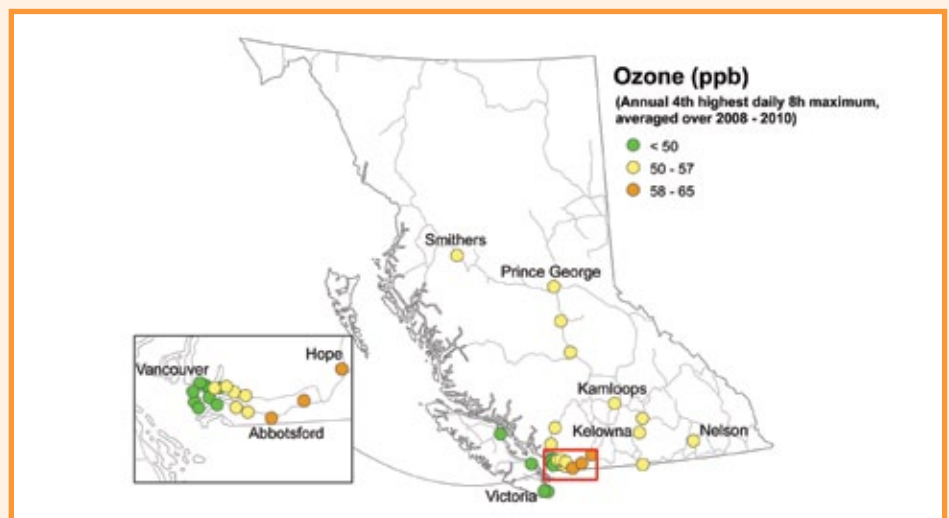 Ozone (ppb)
(Annual 4th highest daily 8h maximum,
averaged over 2008 - 2010)
< 50
50 - 57
58 - 65
Smithers
Prince George
Hope
Vancouver
Abbotsford
Kamloops
Kelowna
Nelson
Victoria